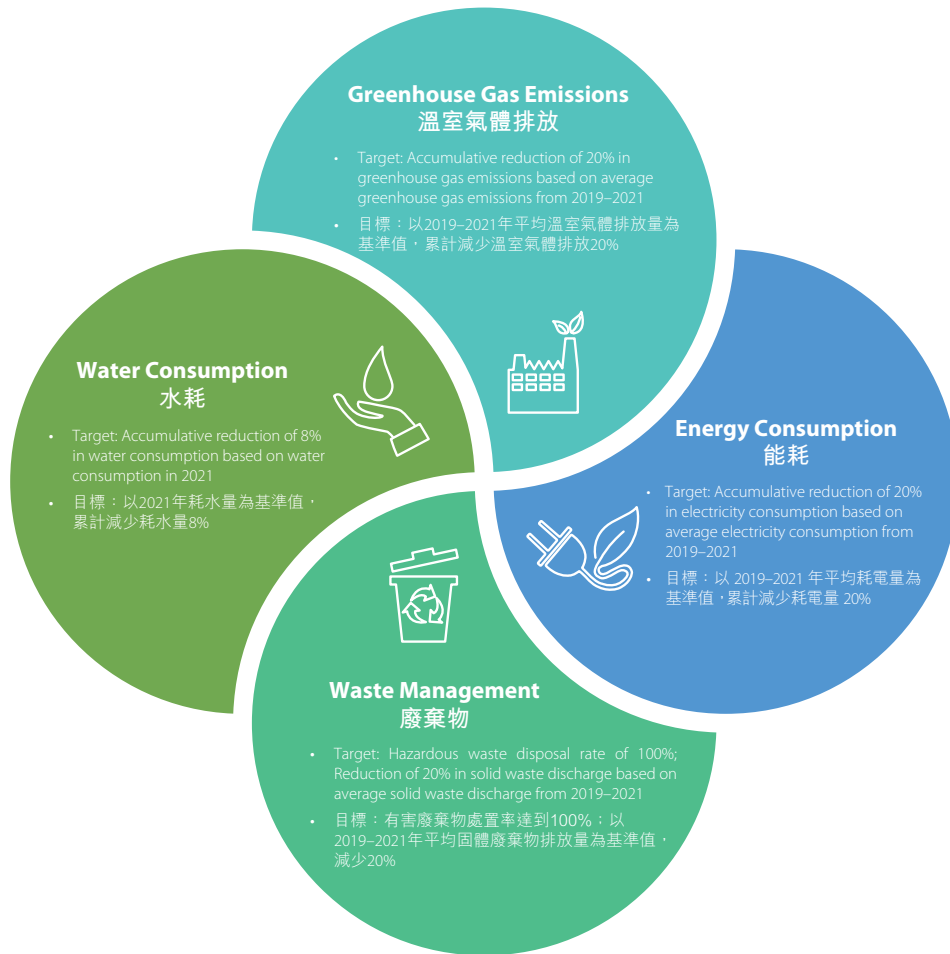 Greenhouse Gas Emissions
溫室氣體排放
• Target: Accumulative reduction of 20% in
greenhouse gas emissions based on average
greenhouse gas emissions from 2019–2021
• 目標：以2019–2021年平均溫室氣體排放量為
基準值，累計減少溫室氣體排放20%
Water Consumption
水耗
• Target: Accumulative reduction of 8%
in water consumption based on water
consumption in 2021
• 目標：以2021年耗水量為基準值，
累計減少耗水量8%
Energy Consumption
能耗
• Target: Accumulative reduction of 20%
in electricity consumption based on
average electricity consumption from
2019–2021
• 目標：以 2019–2021 年平均耗電量為
基準值，累計減少耗電量 20%
Waste Management
廢棄物
• Target: Hazardous waste disposal rate of 100%;
Reduction of 20% in solid waste discharge based on
average solid waste discharge from 2019–2021
• 目標：有害廢棄物處置率達到100%；以
2019–2021年平均固體廢棄物排放量為基準值，
減少20%